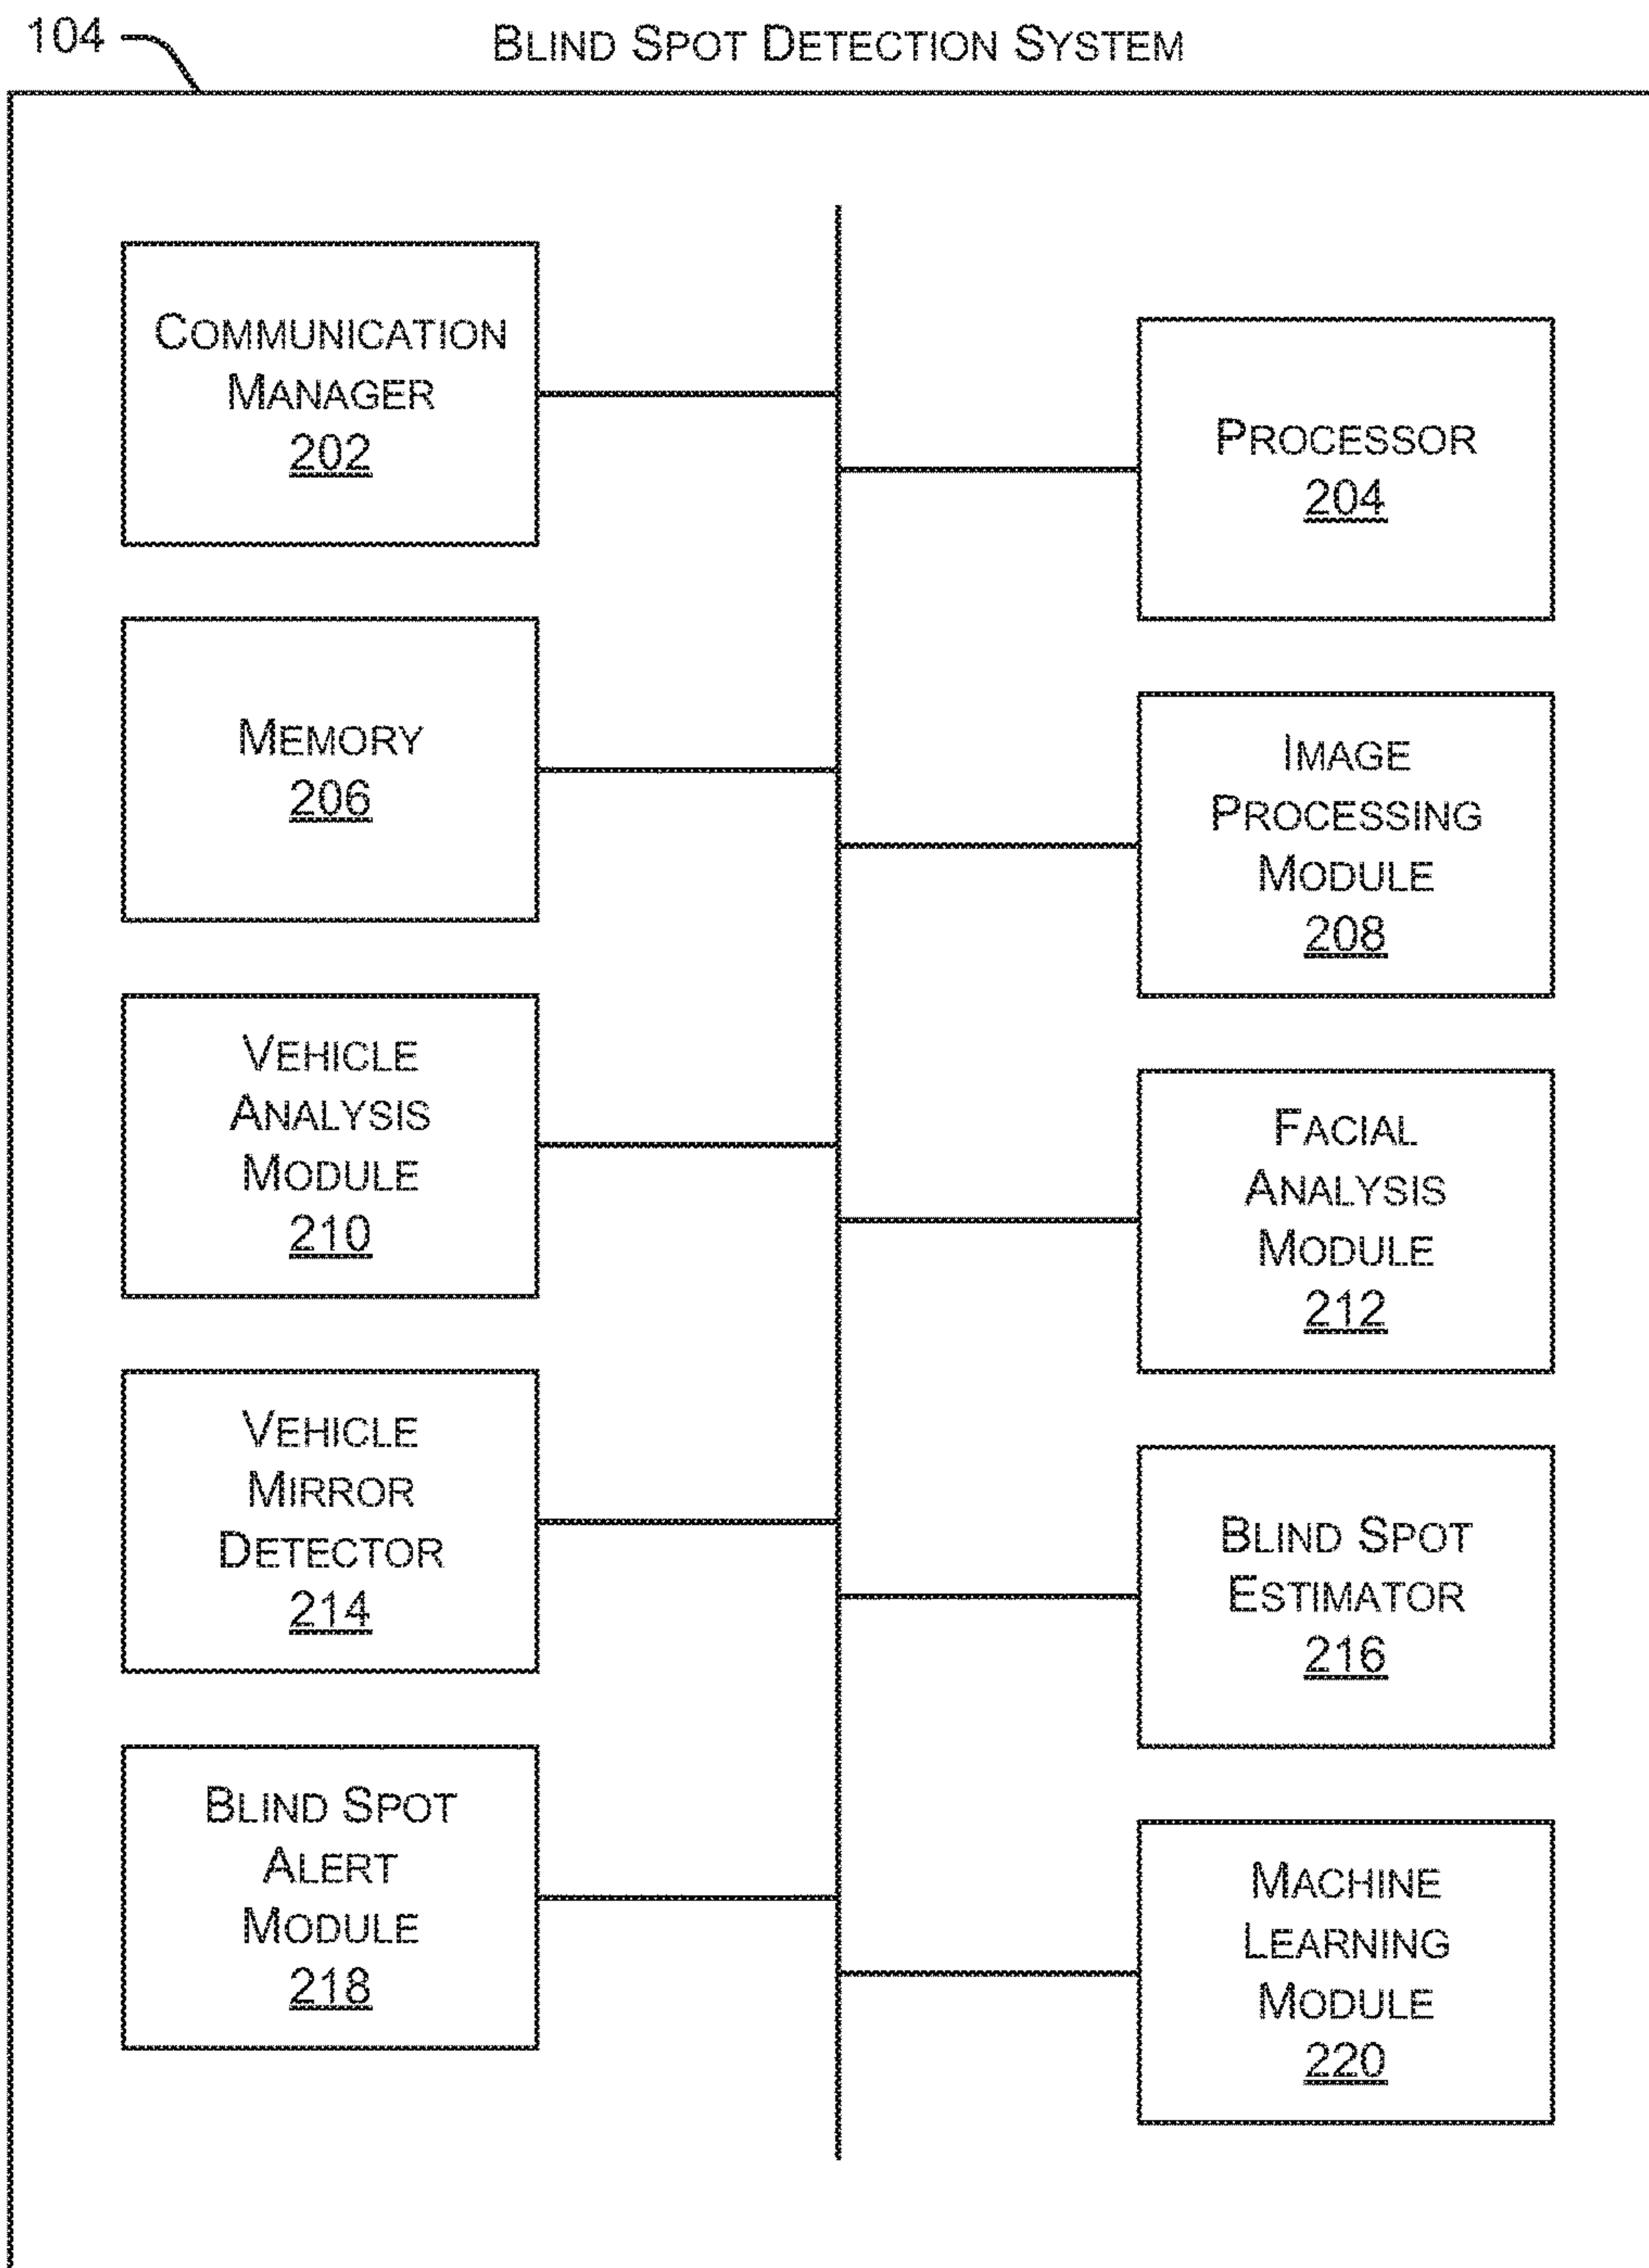 104
BLIND SPOT DETECTION SYSTEM
COMMUNICATION
MANAGER
202
PROCESSOR
204
MEMORY
206
IMAGE
PROCESSING
MODULE
208
VEHICLE
ANALYSIS
MODULE
210
FACIAL
ANALYSIS
MODULE
212
VEHICLE
MIRROR
DETECTOR
214
BLIND SPOT
ESTIMATOR
216
BLIND SPOT
ALERT
MODULE
218
MACHINE
LEARNING
MODULE
220